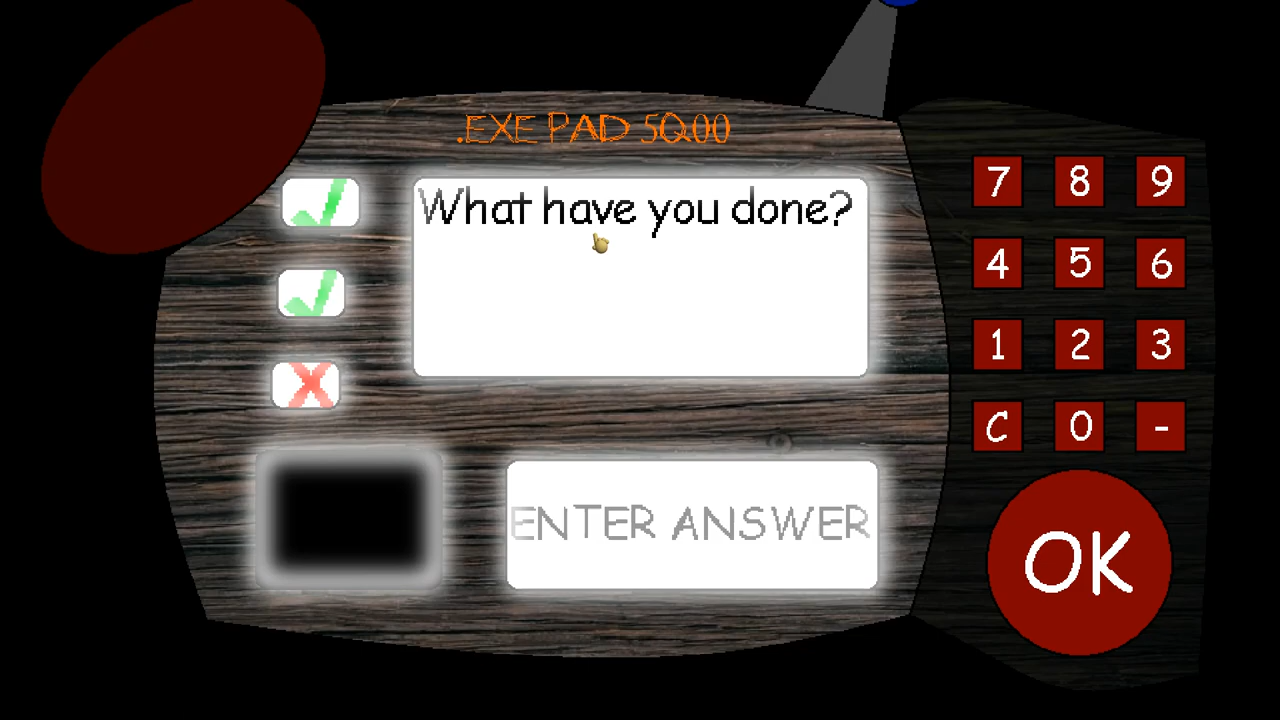 .EXE PAD 5Q00
What have you done?
ENTER ANSWER
7 8 9
4 5 6
1 2 3
C 0 -
OK